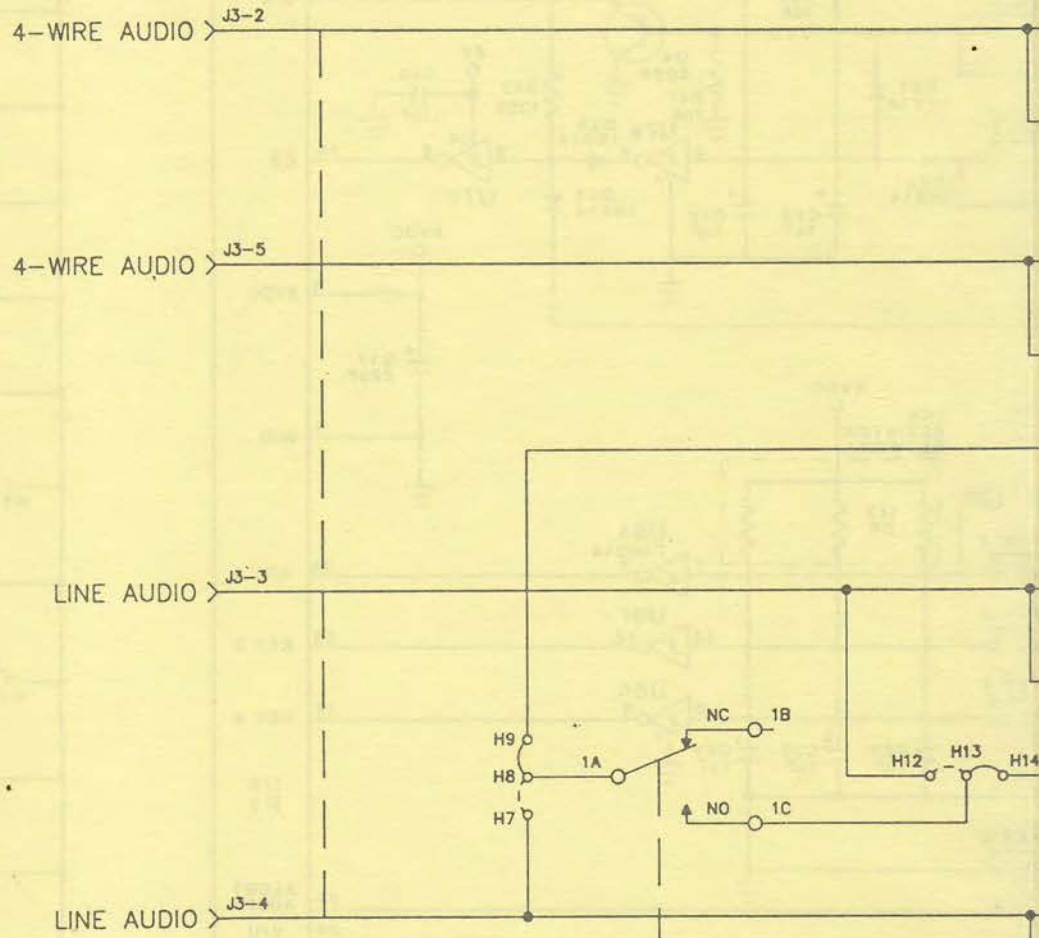 4-WIRE AUDIO J3-2
4-WIRE AUDIO J3-5
LINE AUDIO J3-3
NC 1B
H9
1A
H8
H12 H13 H14
H7
NO 1C
LINE AUDIO J3-4